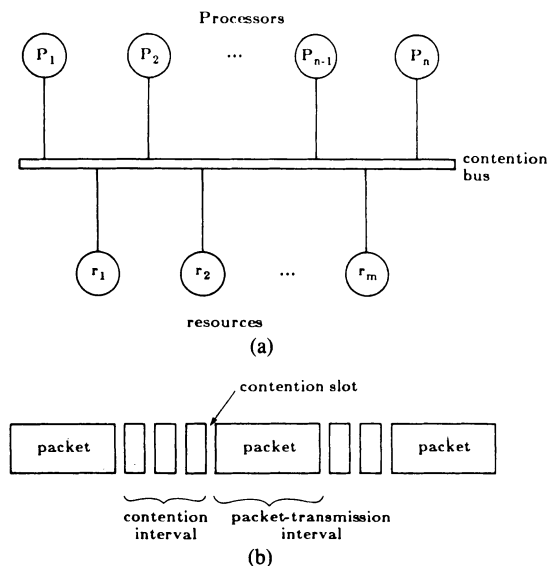 Processors
P1 P2 ... Pn-1 Pn
contention
bus
r1 r2 ... rm
resources
(a)
contention slot
packet packet packet
contention packet-transmission
interval interval
(b)